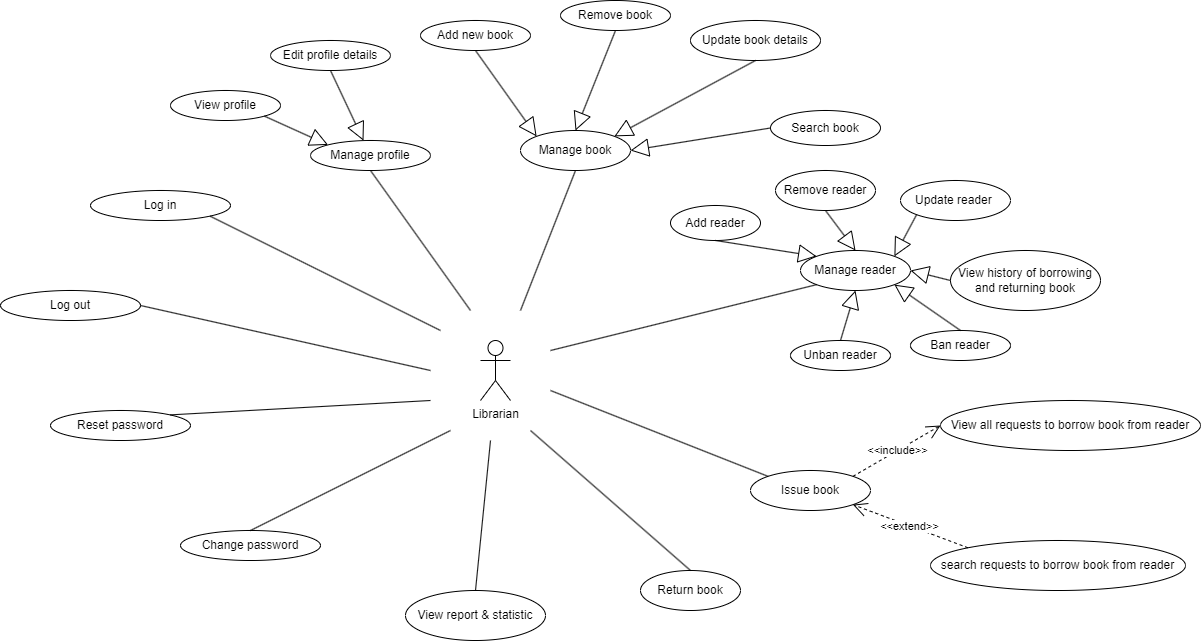 Remove book
Add new book
Update book details
Edit profile details
View profile
Search book
Manage profile
Manage book
Remove reader
Update reader
Log in
Add reader
Manage reader
View history of borrowing
and returning book
Log out
Unban reader
Ban reader
Librarian
Reset password
View all requests to borrow book from reader
<<include>>
Issue book
<<extend>>
Change password
search requests to borrow book from reader
Return book
View report & statistic